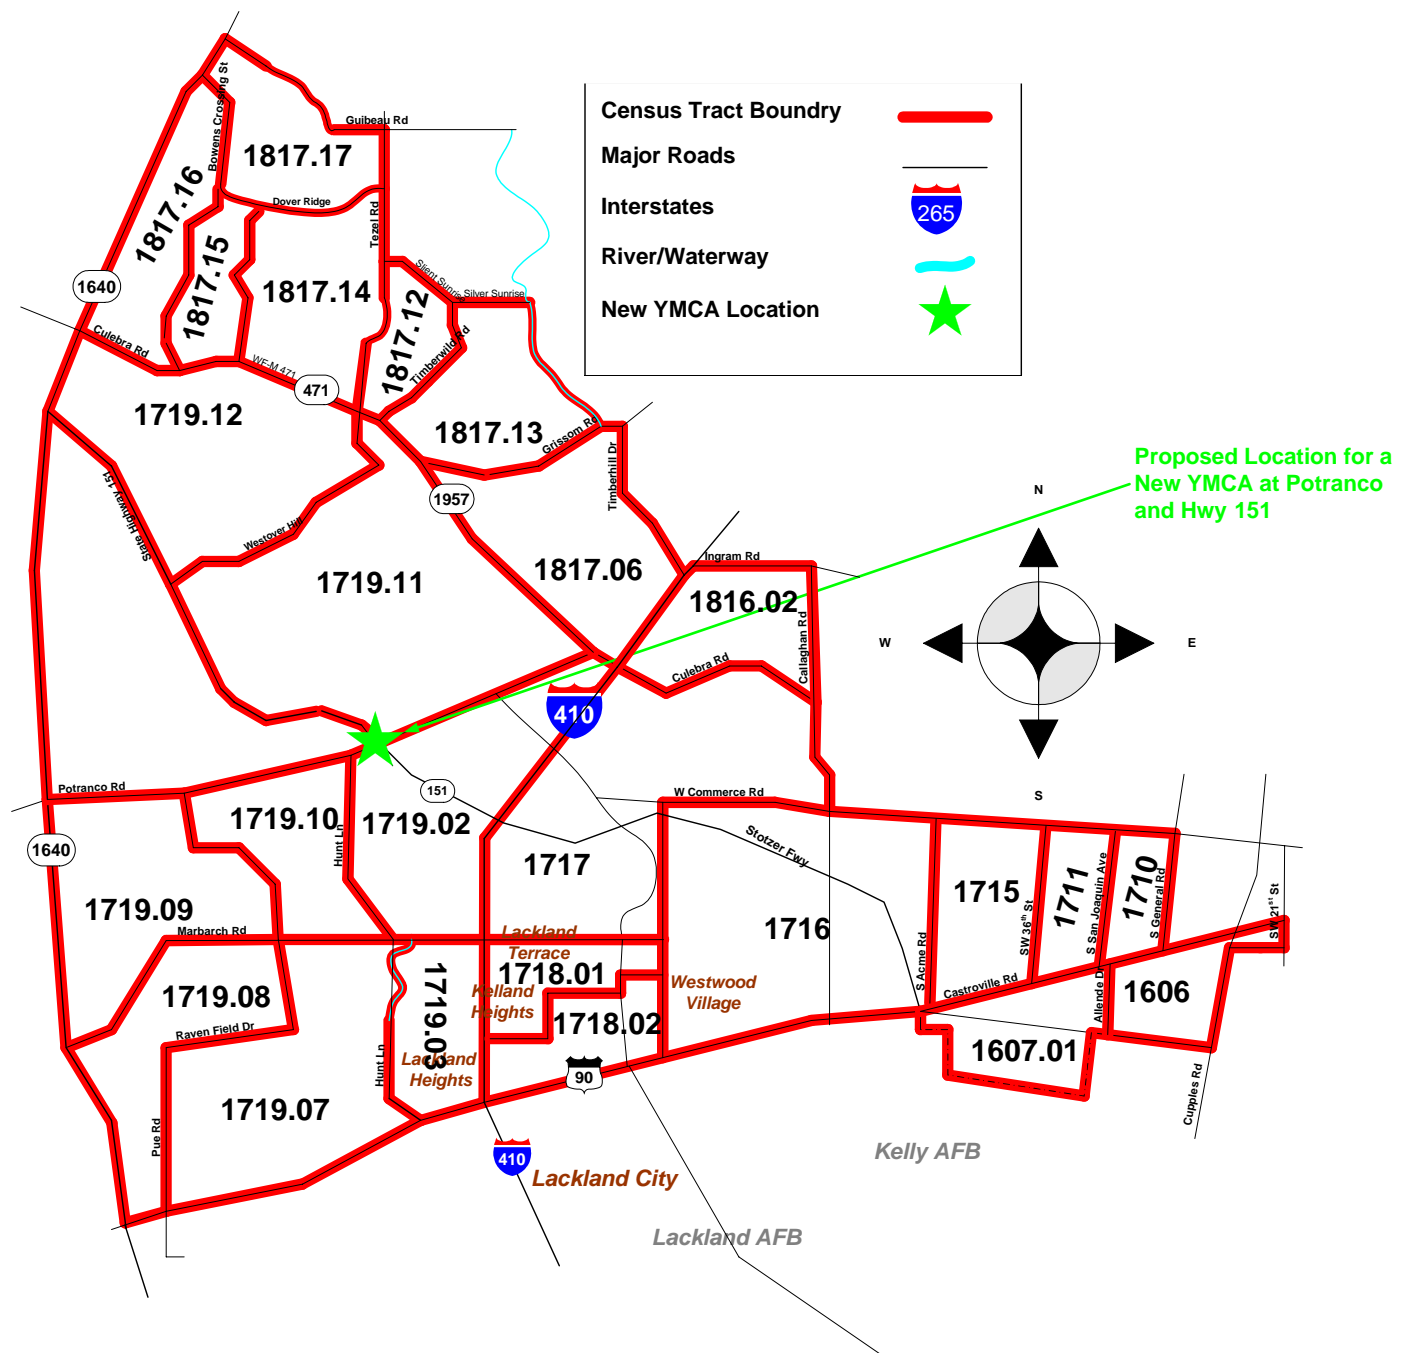 Census Tract Boundry
Major Roads
Interstates
265
River/Waterway
New YMCA Location
Guibeau Rd
Bowens Crossing St
1817.17
1817.16
Dover Ridge
Tezel Rd
1817.15
1817.14
1640
Slient Sunrise
Silver Sunrise
1817.12
Timberwild Rd
Culebra Rd
WF-M 471
471
1719.12
1817.13
Grissom Rd
Timberhill Dr
Proposed Location for a
New YMCA at Potranco
and Hwy 151
N
W
E
S
1957
State Highway 151
Westover Hill
1719.11
1817.06
Ingram Rd
1816.02
Callaghan Rd
Culebra Rd
410
Potranco Rd
151
W Commerce Rd
1719.10
1719.02
Hunt Ln
Stotzer Fwy
1640
1717
1715
SW 36th St
1711
S San Joaquin Ave
1710
S General Rd
SW 21st St
1719.09
Marbarch Rd
Lackland
Terrace
1716
S Acme Rd
1718.01
1719.03
Kelland
Heights
Westwood
Village
1719.08
Castroville Rd
Allende Dr
1606
Raven Field Dr
1718.02
1607.01
Hunt Ln
Lackland
Heights
90
Cupples Rd
1719.07
Pue Rd
410
Kelly AFB
Lackland City
Lackland AFB